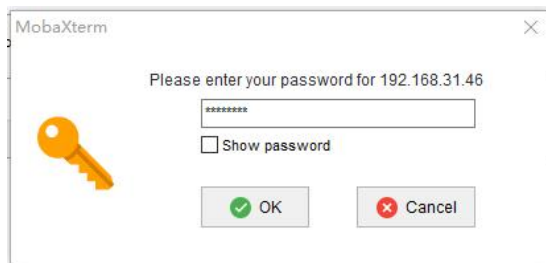 MobaXterm
Please enter your password for 192.168.31.46
********
Show password
OK Cancel